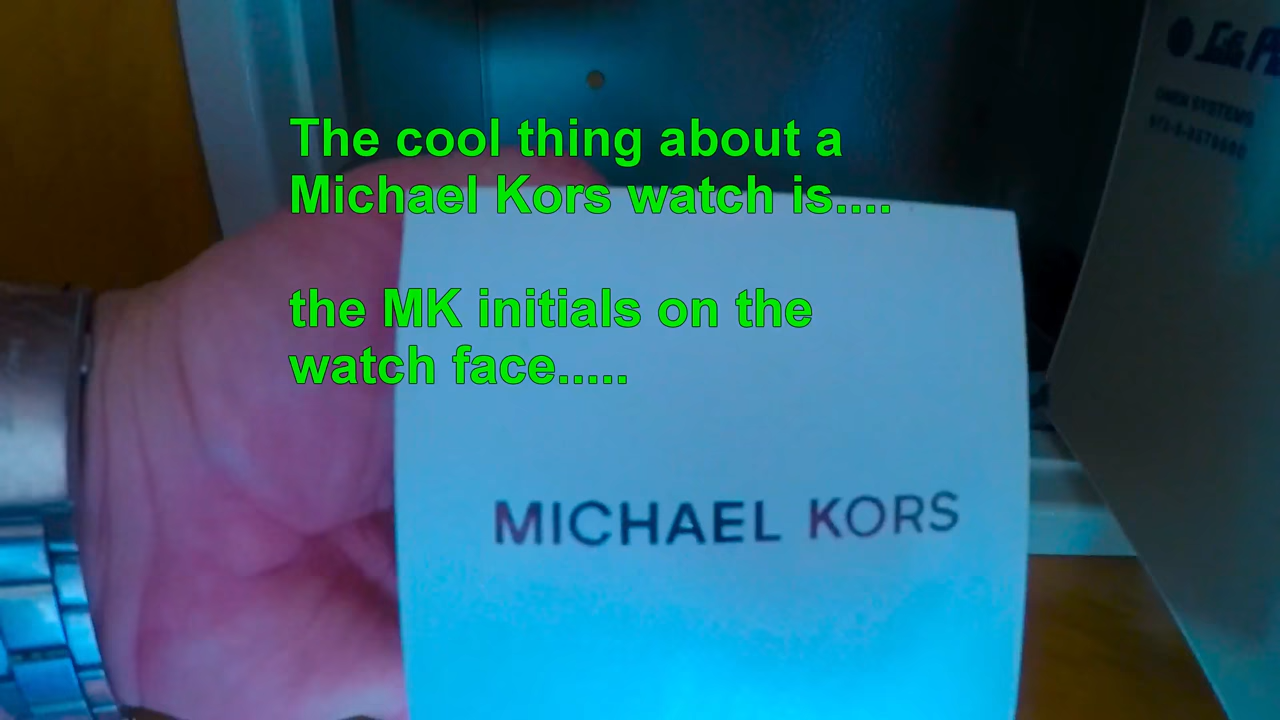 The cool thing about a
Michael Kors watch is....
the MK initials on the
watch face.....
MICHAEL KORS